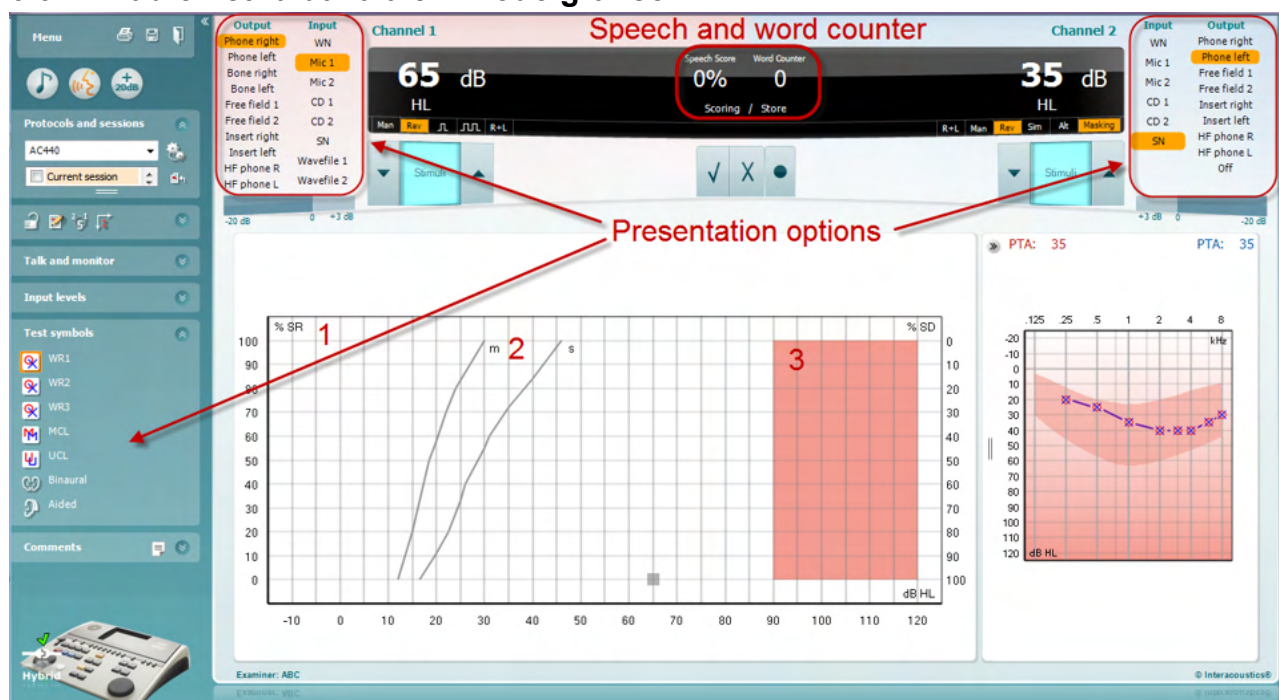 Menu
20dB
Protocols and sessions
AC440
Current session
Talk and monitor
Input levels
Test symbols
WR1
WR2
WR3
MCL
UCL
Binaural
Aided
Comments
Hybrid
Output Input
Phone right WN
Phone left Mic 1
Bone right Mic 2
Bone left CD 1
Free field 1 CD 2
Free field 2 SN
Insert right Wavefile 1
Insert left Wavefile 2
HF phone R
HF phone L
Channel 1
65 dB
HL
Man Rev R+L
Stimuli
-20 dB 0 +3 dB
Speech and word counter
Speech Score Word Counter
0% 0
Scoring / Store
√ X ●
Channel 2
35 dB
HL
R+L Man Rev Sim Alt Masking
Stimuli
+3 dB 0 -20 dB
Input Output
WN Phone right
Mic 1 Phone left
Mic 2 Free field 1
CD 1 Free field 2
CD 2 Insert right
SN Insert left
HF phone R
HF phone L
Off
Presentation options
% SR 1 2 3 % SD
m s
100 0
90 10
80 20
70 30
60 40
50 50
40 60
30 70
20 80
10 90
0 100
dB HL
-10 0 10 20 30 40 50 60 70 80 90 100 110 120
PTA: 35 PTA: 35
.125 .25 .5 1 2 4 8
kHz
-20
-10
0
10
20
30
40
50
60
70
80
90
100
110
120 dB HL
Examiner: ABC © Interacoustics®